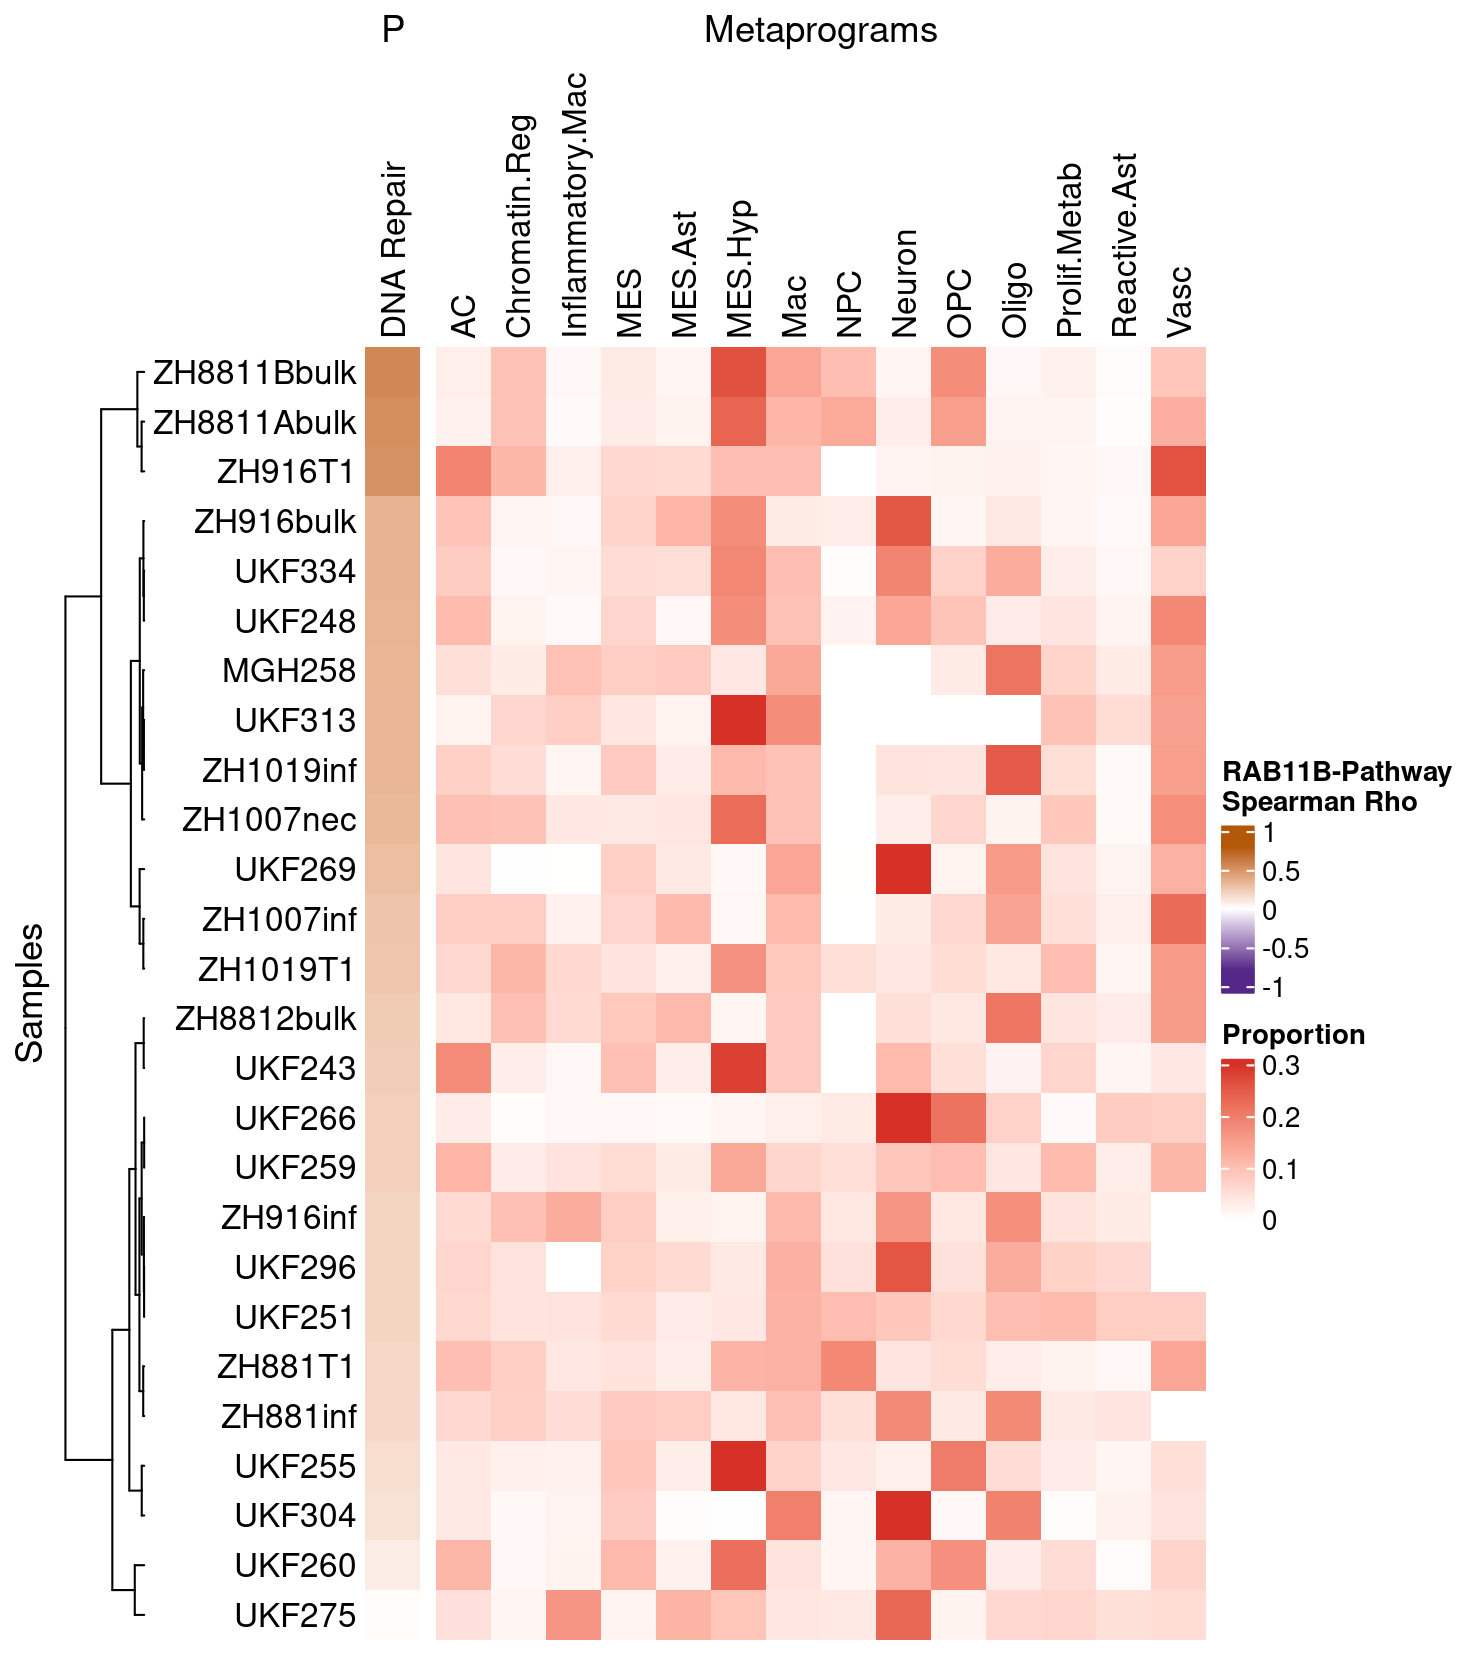 P
Metaprograms
DNA Repair
AC
Chromatin.Reg
Inflammatory.Mac
MES
MES.Ast
MES.Hyp
Mac
NPC
Neuron
OPC
Oligo
Prolif.Metab
Reactive.Ast
Vasc
Samples
ZH8811Bbulk
ZH8811Abulk
ZH916T1
ZH916bulk
UKF334
UKF248
MGH258
UKF313
ZH1019inf
ZH1007nec
UKF269
ZH1007inf
ZH1019T1
ZH8812bulk
UKF243
UKF266
UKF259
ZH916inf
UKF296
UKF251
ZH881T1
ZH881inf
UKF255
UKF304
UKF260
UKF275
RAB11B-Pathway
Spearman Rho
1
0.5
0
-0.5
-1
Proportion
0.3
0.2
0.1
0